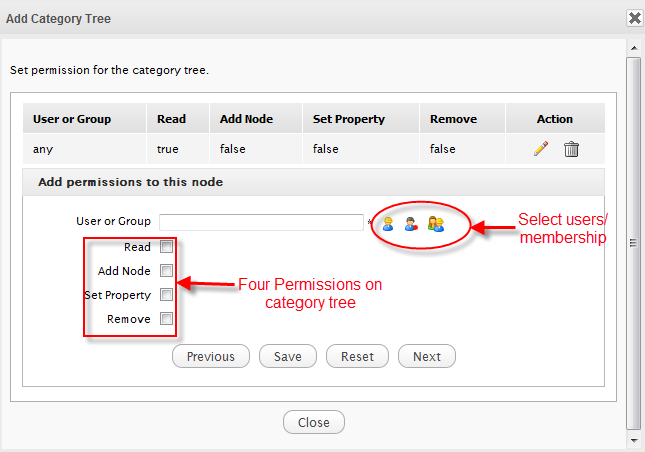 Add Category Tree
Set permission for the category tree.
User or Group Read Add Node Set Property Remove Action
any true false false false
Add permissions to this node
User or Group *
Select users/
membership
Read
Add Node
Set Property
Remove
Four Permissions on
category tree
Previous Save Reset Next
Close